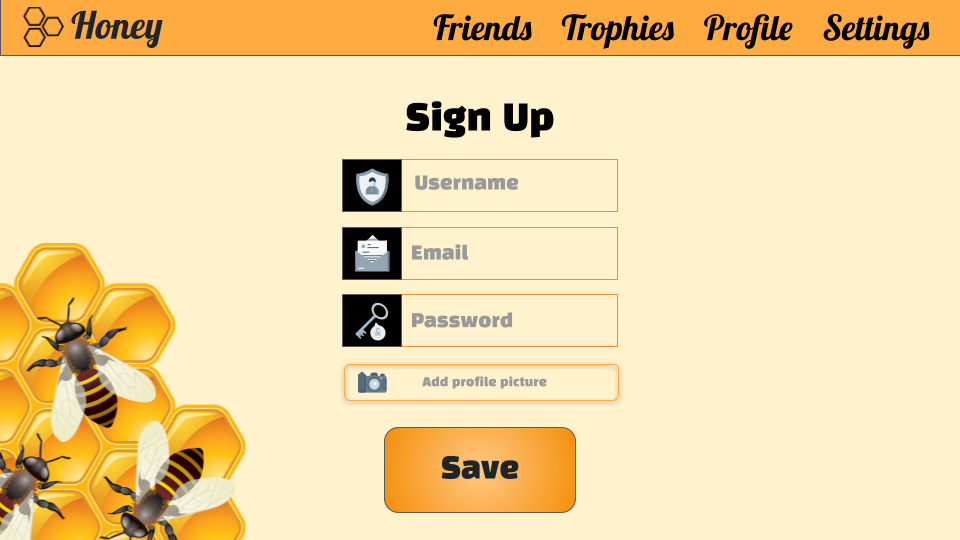 Honey Friends Trophies Profile Settings
Sign Up
Username
Email
Password
Add profile picture
Save